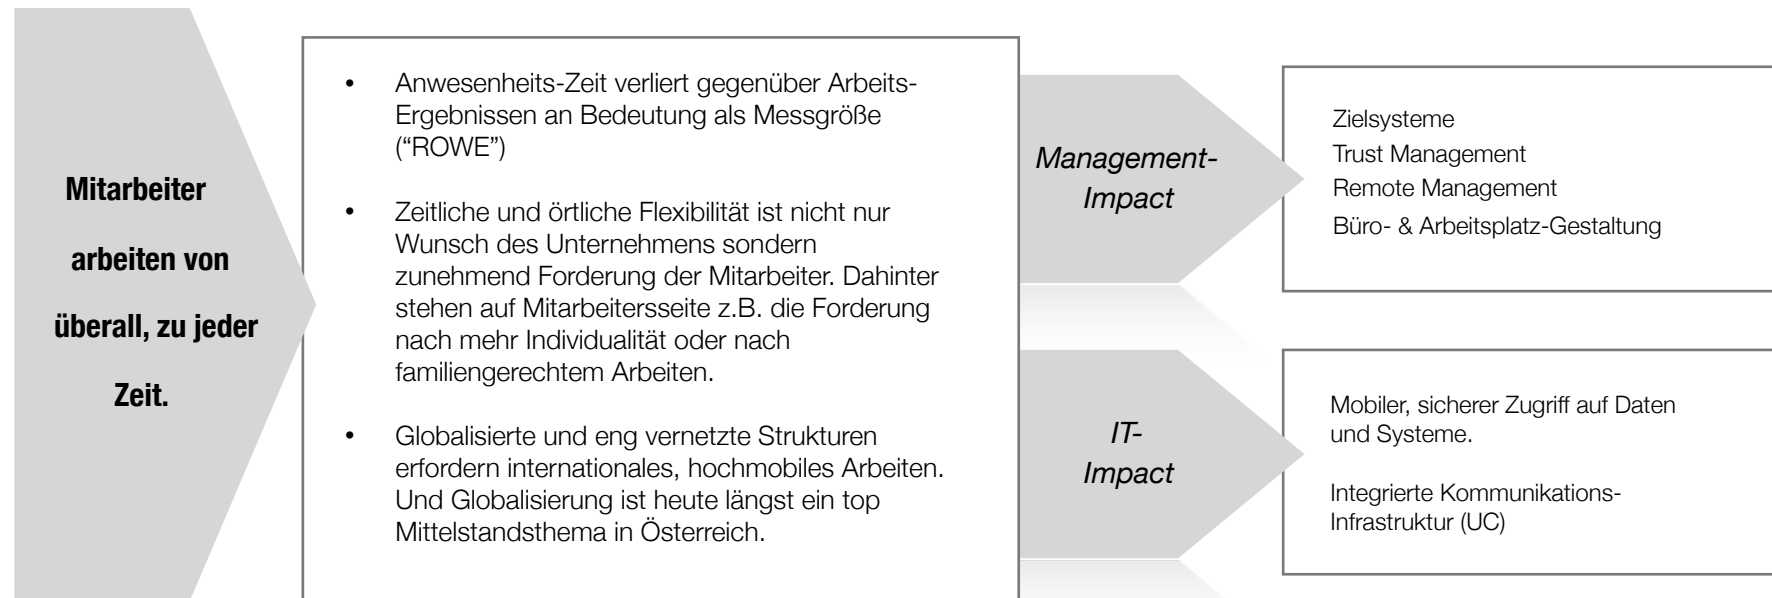 Mitarbeiter
arbeiten von
überall, zu jeder
Zeit.
• Anwesenheits-Zeit verliert gegenüber Arbeits-
Ergebnissen an Bedeutung als Messgröße
(“ROWE”)
• Zeitliche und örtliche Flexibilität ist nicht nur
Wunsch des Unternehmens sondern
zunehmend Forderung der Mitarbeiter. Dahinter
stehen auf Mitarbeitersseite z.B. die Forderung
nach mehr Individualität oder nach
familiengerechtem Arbeiten.
• Globalisierte und eng vernetzte Strukturen
erfordern internationales, hochmobiles Arbeiten.
Und Globalisierung ist heute längst ein top
Mittelstandsthema in Österreich.
Management-
Impact
Zielsysteme
Trust Management
Remote Management
Büro- & Arbeitsplatz-Gestaltung
IT-
Impact
Mobiler, sicherer Zugriff auf Daten
und Systeme.
Integrierte Kommunikations-
Infrastruktur (UC)